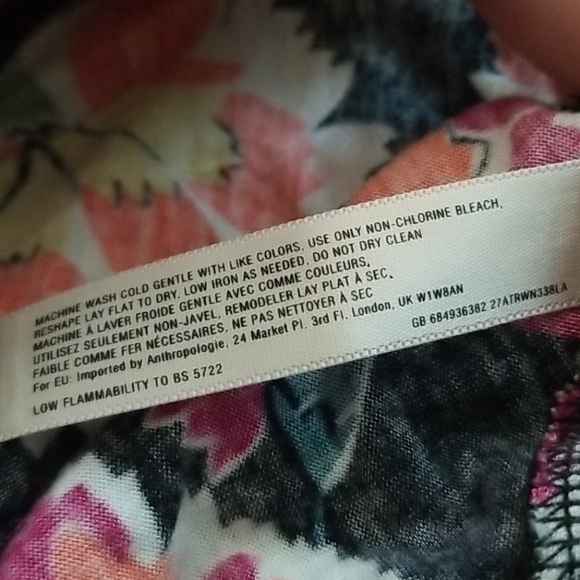 MACHINE WASH COLD GENTLE WITH LIKE COLORS. USE ONLY NON-CHLORINE BLEACH.
RESHAPE LAY FLAT TO DRY, LOW IRON AS NEEDED. DO NOT DRY CLEAN
MACHINE À LAVER FROIDE GENTLE AVEC COMME COULEURS.
UTILISEZ SEULEMENT NON-JAVEL, REMODELER LAY PLAT À SEC.
FAIBLE COMME FER NÉCESSAIRES. NE PAS NETTOYER À SEC
For EU: Imported by Anthropologie, 24 Market Pl. 3rd Fl. London, UK W1W8AN
GB 684936382 27ATRWN338LA
LOW FLAMMABILITY TO BS 5722